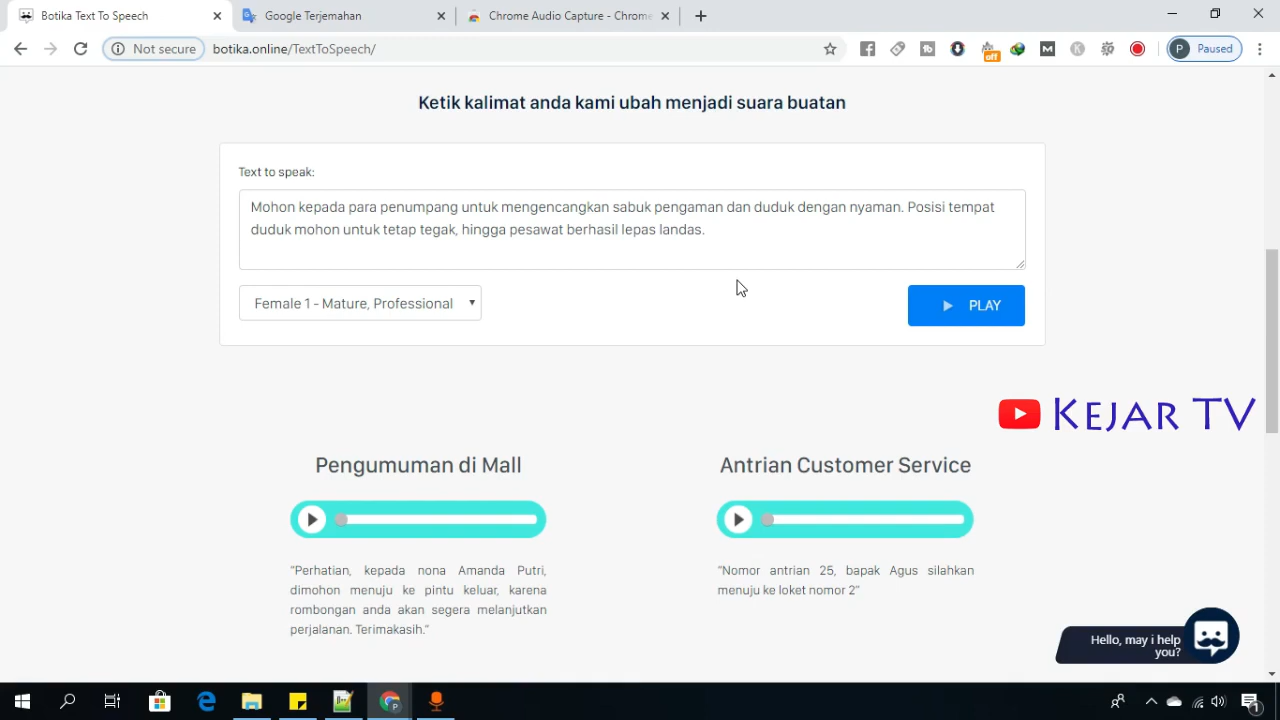 Botika Text To Speech
Google Terjemahan
Chrome Audio Capture - Chrome
Not secure
botika.online/TextToSpeech/
off
P
Paused
Ketik kalimat anda kami ubah menjadi suara buatan
Text to speak:
Mohon kepada para penumpang untuk mengencangkan sabuk pengaman dan duduk dengan nyaman. Posisi tempat
duduk mohon untuk tetap tegak, hingga pesawat berhasil lepas landas.
Female 1 - Mature, Professional
PLAY
KEJAR TV
Pengumuman di Mall
Antrian Customer Service
"Perhatian, kepada nona Amanda Putri,
dimohon menuju ke pintu keluar, karena
rombongan anda akan segera melanjutkan
perjalanan. Terimakasih."
"Nomor antrian 25, bapak Agus silahkan
menuju ke loket nomor 2"
Hello, may i help
you?